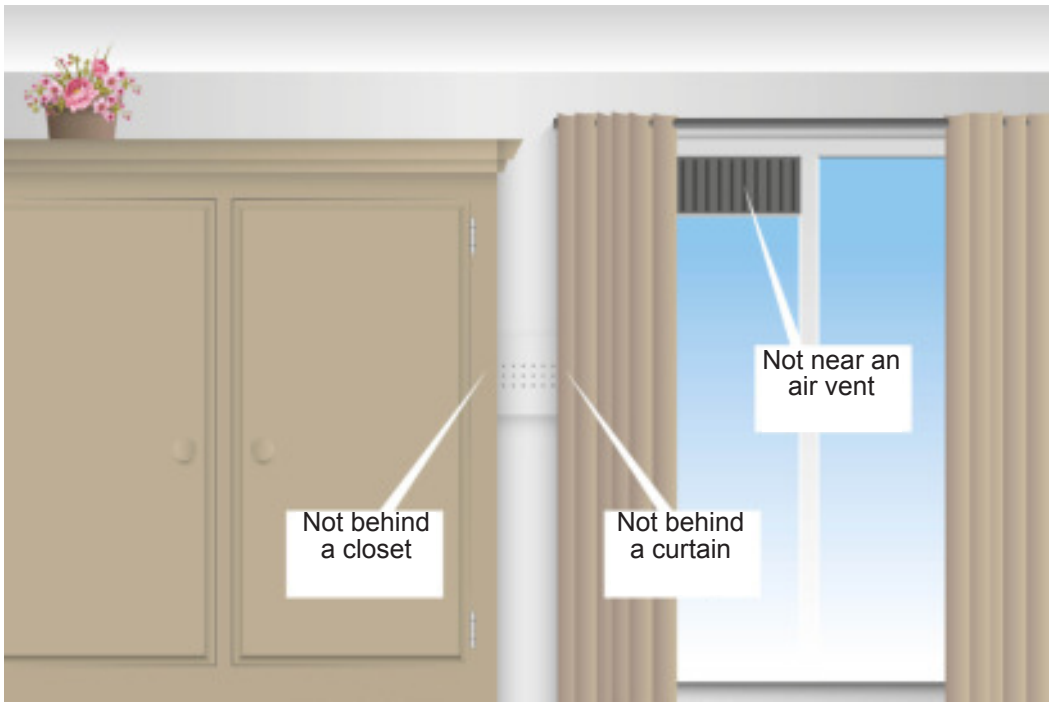 Not near an
air vent
Not behind
a closet
Not behind
a curtain